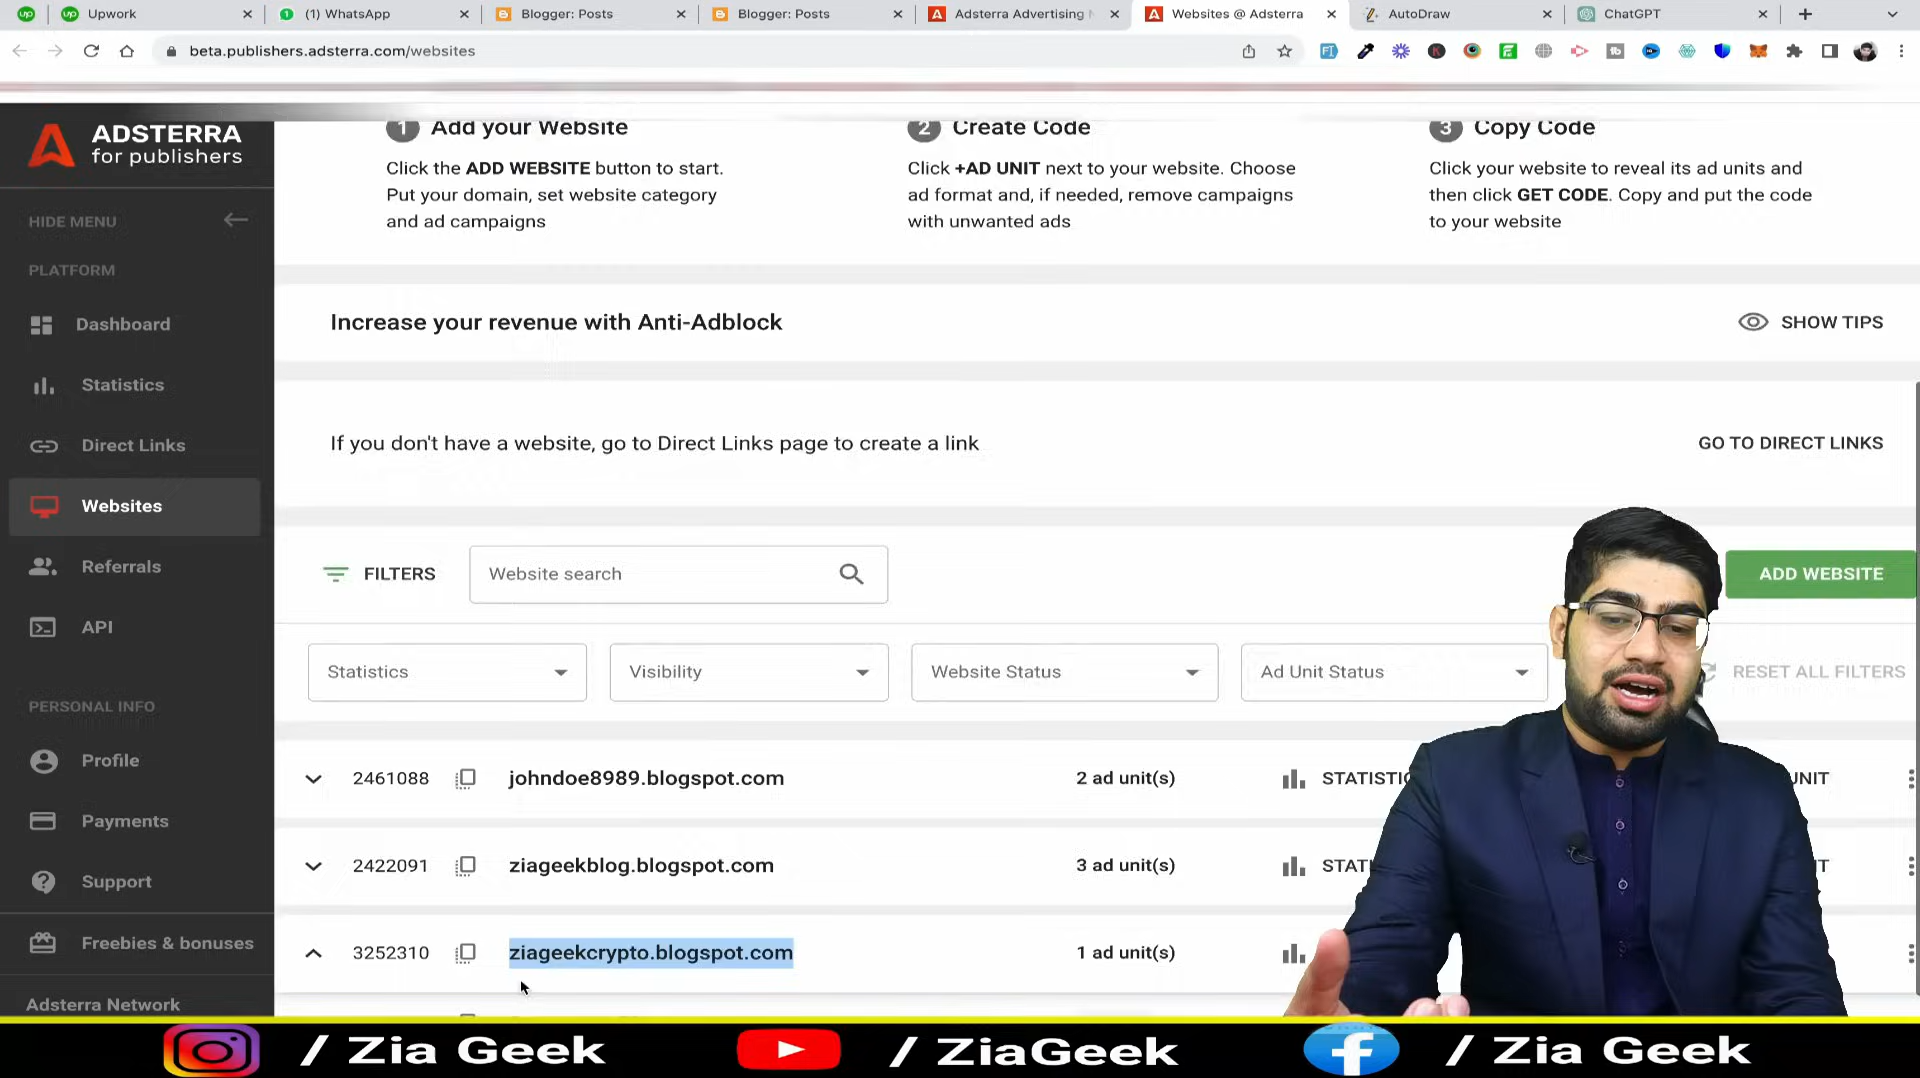 Upwork
(1) WhatsApp
Blogger: Posts
Blogger: Posts
Adsterra Advertising
Websites @ Adsterra
AutoDraw
ChatGPT
beta.publishers.adsterra.com/websites
ADSTERRA
for publishers
HIDE MENU
PLATFORM
Dashboard
Statistics
Direct Links
Websites
Referrals
API
PERSONAL INFO
Profile
Payments
Support
Freebies & bonuses
Adsterra Network
1 Add your Website
Click the ADD WEBSITE button to start.
Put your domain, set website category
and ad campaigns
2 Create Code
Click +AD UNIT next to your website. Choose
ad format and, if needed, remove campaigns
with unwanted ads
3 Copy Code
Click your website to reveal its ad units and
then click GET CODE. Copy and put the code
to your website
Increase your revenue with Anti-Adblock
SHOW TIPS
If you don't have a website, go to Direct Links page to create a link
GO TO DIRECT LINKS
FILTERS
Website search
ADD WEBSITE
Statistics
Visibility
Website Status
Ad Unit Status
RESET ALL FILTERS
2461088 johndoe8989.blogspot.com 2 ad unit(s) STATISTIC UNIT
2422091 ziageekblog.blogspot.com 3 ad unit(s) STAT IT
3252310 ziageekcrypto.blogspot.com 1 ad unit(s)
/ Zia Geek
/ ZiaGeek
/ Zia Geek